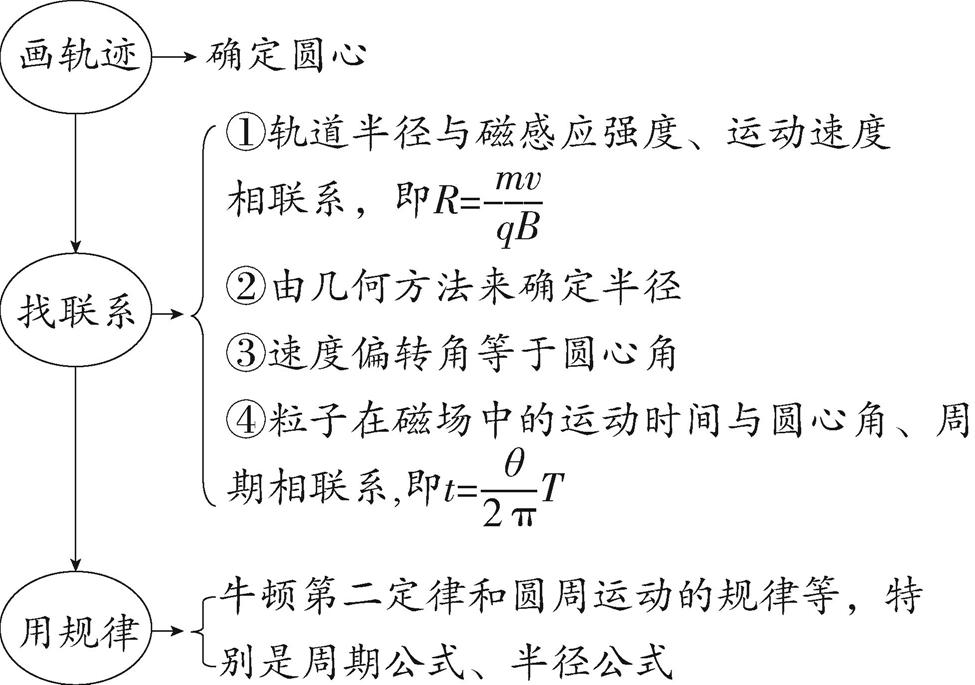 画轨迹
确定圆心
找联系
①轨道半径与磁感应强度、运动速度
相联系，即R=mv/qB
②由几何方法来确定半径
③速度偏转角等于圆心角
④粒子在磁场中的运动时间与圆心角、周
期相联系,即t=θ/2π T
用规律
牛顿第二定律和圆周运动的规律等，特
别是周期公式、半径公式